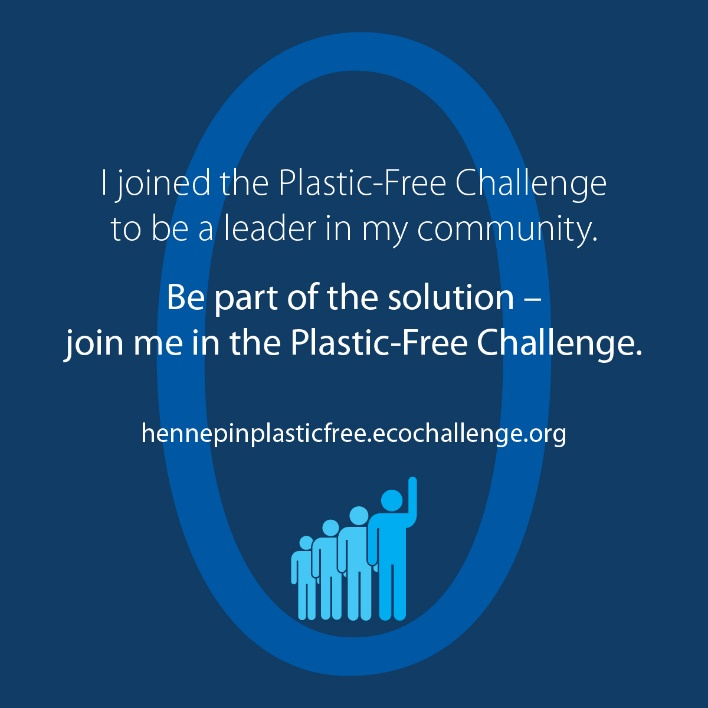 I joined the Plastic-Free Challenge
to be a leader in my community.
Be part of the solution –
join me in the Plastic-Free Challenge.
hennepinplasticfree.ecochallenge.org